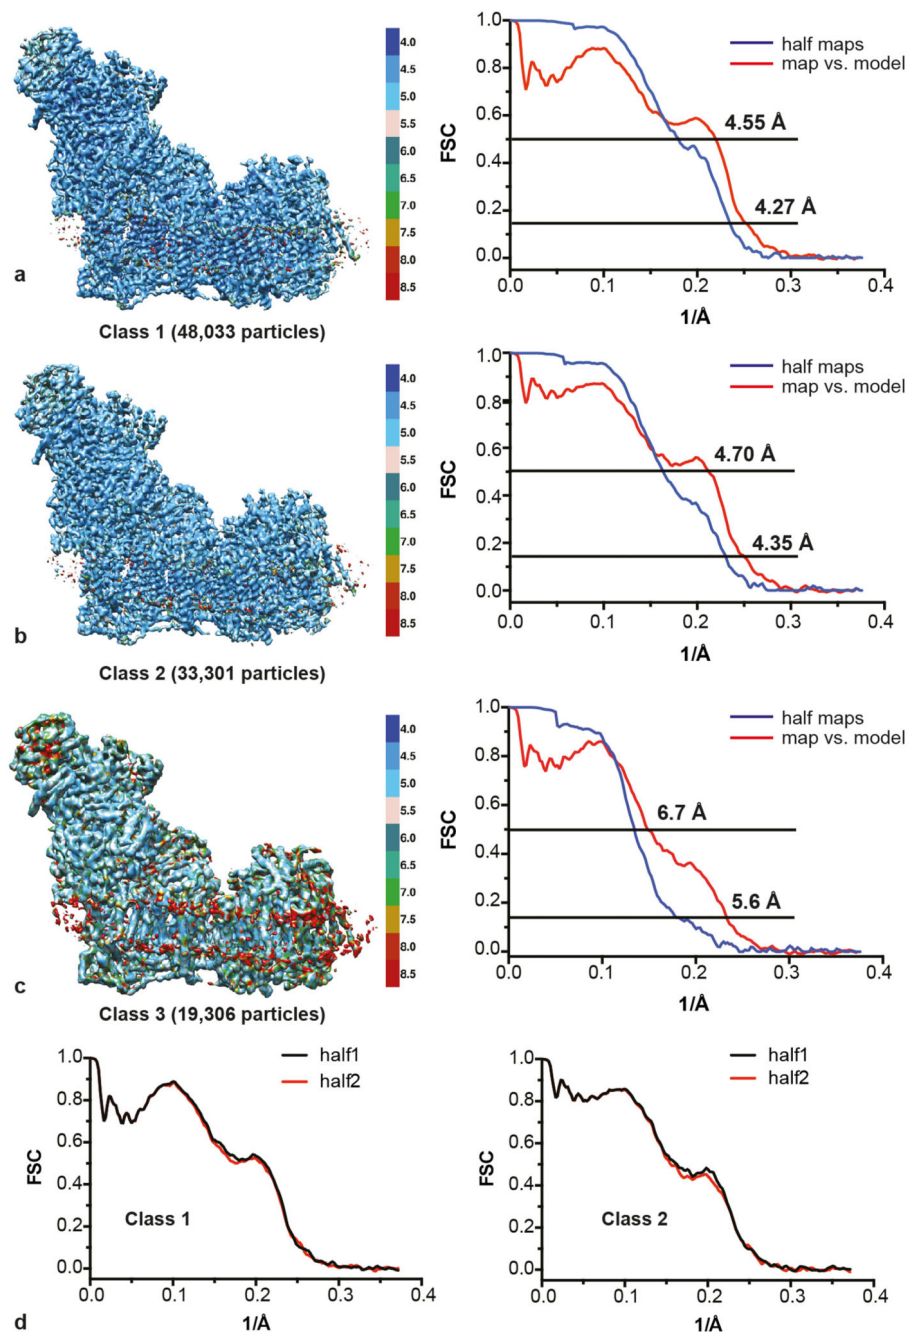 4.0
4.5
5.0
5.5
6.0
6.5
7.0
7.5
8.0
8.5
a
Class 1 (48,033 particles)
1.0
0.8
0.6
0.4
0.2
0.0
FSC
half maps
map vs. model
4.55 Å
4.27 Å
0.0 0.1 0.2 0.3 0.4
1/Å
4.0
4.5
5.0
5.5
6.0
6.5
7.0
7.5
8.0
8.5
b
Class 2 (33,301 particles)
1.0
0.8
0.6
0.4
0.2
0.0
FSC
half maps
map vs. model
4.70 Å
4.35 Å
0.0 0.1 0.2 0.3 0.4
1/Å
4.0
4.5
5.0
5.5
6.0
6.5
7.0
7.5
8.0
8.5
c
Class 3 (19,306 particles)
1.0
0.8
0.6
0.4
0.2
0.0
FSC
half maps
map vs. model
6.7 Å
5.6 Å
0.0 0.1 0.2 0.3 0.4
1/Å
d
1.0
0.8
0.6
0.4
0.2
0.0
FSC
half1
half2
Class 1
0.0 0.1 0.2 0.3 0.4
1/Å
1.0
0.8
0.6
0.4
0.2
0.0
FSC
half1
half2
Class 2
0.0 0.1 0.2 0.3 0.4
1/Å